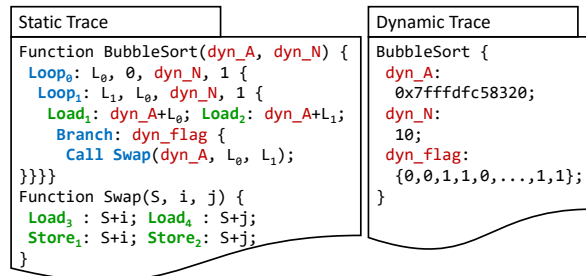 Static Trace
Function BubbleSort(dyn_A, dyn_N) {
Loop₀: L₀, 0, dyn_N, 1 {
Loop₁: L₁, L₀, dyn_N, 1 {
Load₁: dyn_A+L₀; Load₂: dyn_A+L₁;
Branch: dyn_flag {
Call Swap(dyn_A, L₀, L₁);
}}}}
Function Swap(S, i, j) {
Load₃ : S+i; Load₄ : S+j;
Store₁: S+i; Store₂: S+j;
}
Dynamic Trace
BubbleSort {
dyn_A:
0x7fffdfc58320;
dyn_N:
10;
dyn_flag:
{0,0,1,1,0,...,1,1};
}